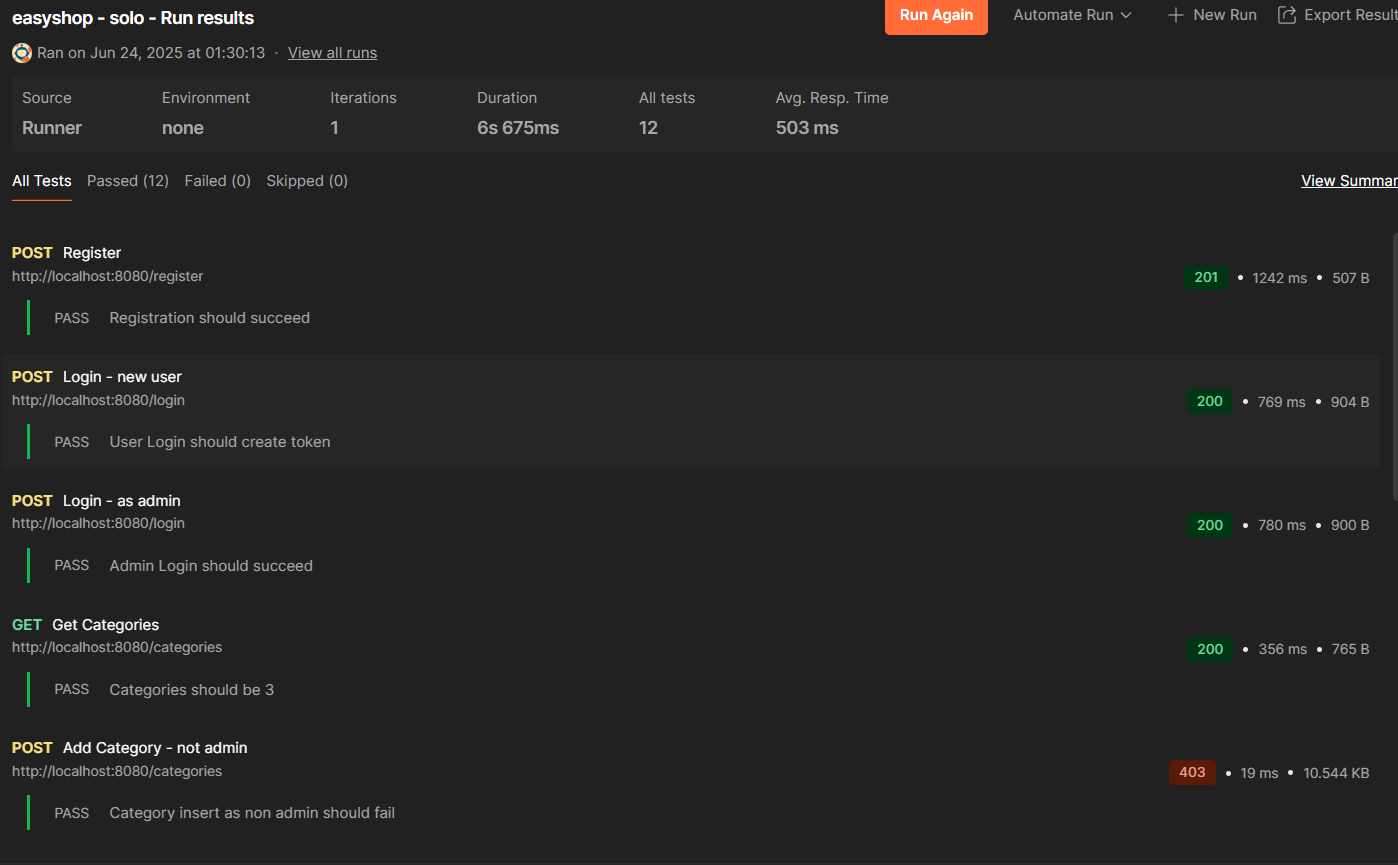 easyshop - solo - Run results
Run Again
Automate Run
New Run
Export Result
Ran on Jun 24, 2025 at 01:30:13 · View all runs
Source Environment Iterations Duration All tests Avg. Resp. Time
Runner none 1 6s 675ms 12 503 ms
All Tests Passed (12) Failed (0) Skipped (0) View Summar
POST Register
http://localhost:8080/register
201 • 1242 ms • 507 B
PASS Registration should succeed
POST Login - new user
http://localhost:8080/login
200 • 769 ms • 904 B
PASS User Login should create token
POST Login - as admin
http://localhost:8080/login
200 • 780 ms • 900 B
PASS Admin Login should succeed
GET Get Categories
http://localhost:8080/categories
200 • 356 ms • 765 B
PASS Categories should be 3
POST Add Category - not admin
http://localhost:8080/categories
403 • 19 ms • 10.544 KB
PASS Category insert as non admin should fail